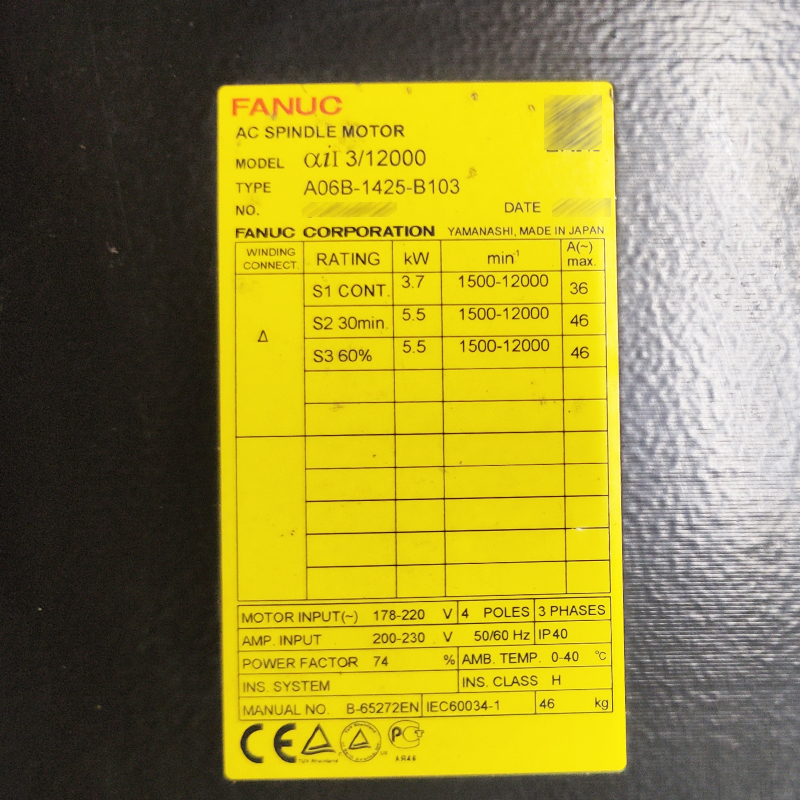 FANUC
AC SPINDLE MOTOR
MODEL αiI 3/12000
TYPE A06B-1425-B103
NO. DATE
FANUC CORPORATION YAMANASHI, MADE IN JAPAN
WINDING CONNECT. RATING kW min⁻¹ A(~) max.
Δ
S1 CONT. 3.7 1500-12000 36
S2 30min. 5.5 1500-12000 46
S3 60% 5.5 1500-12000 46
MOTOR INPUT(~) 178-220 V 4 POLES 3 PHASES
AMP. INPUT 200-230 V 50/60 Hz IP40
POWER FACTOR 74 % AMB. TEMP. 0-40 ℃
INS. SYSTEM INS. CLASS H
MANUAL NO. B-65272EN IEC60034-1 46 kg
CE
TÜV Rheinland